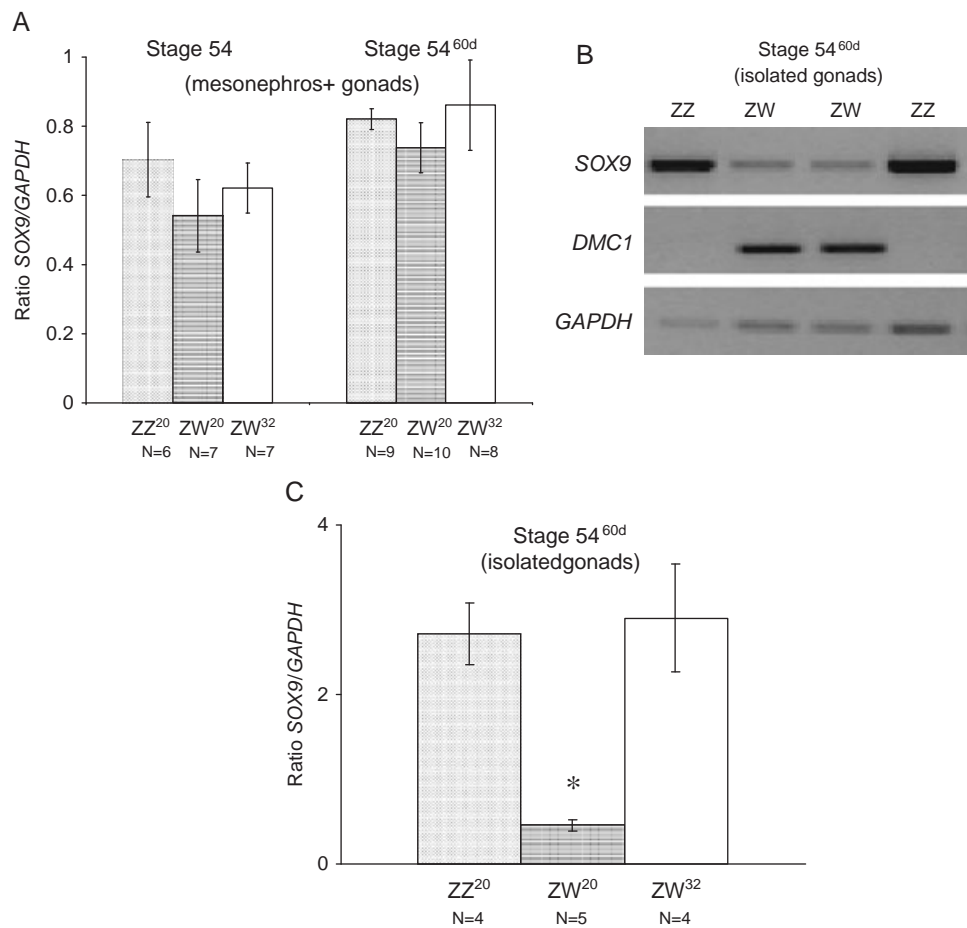 A
Stage 54
Stage 54 60d
(mesonephros+ gonads)
Ratio SOX9/GAPDH
1
0.8
0.6
0.4
0.2
0
ZZ20 ZW20 ZW32
N=6 N=7 N=7
ZZ20 ZW20 ZW32
N=9 N=10 N=8
B
Stage 54 60d
(isolated gonads)
ZZ ZW ZW ZZ
SOX9
DMC1
GAPDH
C
Stage 54 60d
(isolatedgonads)
Ratio SOX9/GAPDH
4
2
0
*
ZZ20 ZW20 ZW32
N=4 N=5 N=4